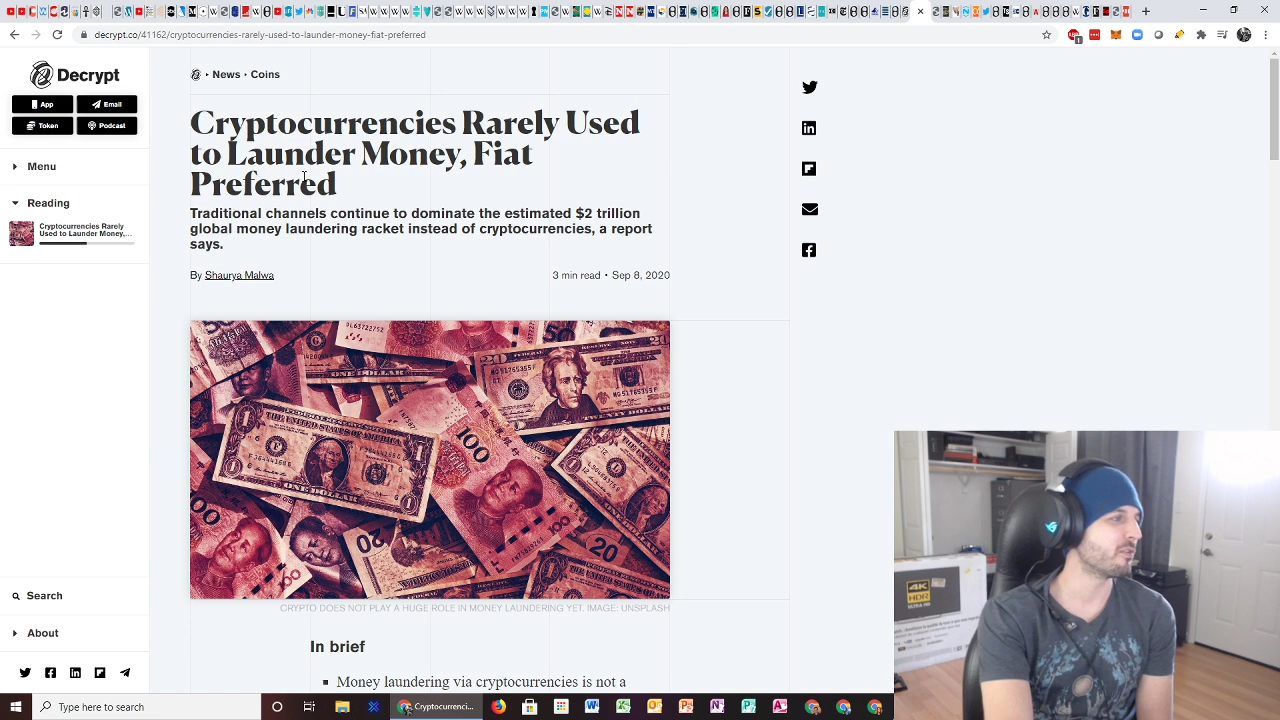 decrypt.co/41162/cryptocurrencies-rarely-used-to-launder-money-fiat-preferred
Decrypt
App
Email
Token
Podcast
Menu
Reading
Cryptocurrencies Rarely
Used to Launder Money,...
News
Coins
Cryptocurrencies Rarely Used
to Launder Money, Fiat
Preferred
Traditional channels continue to dominate the estimated $2 trillion
global money laundering racket instead of cryptocurrencies, a report
says.
By Shaurya Malwa
3 min read • Sep 8, 2020
CRYPTO DOES NOT PLAY A HUGE ROLE IN MONEY LAUNDERING YET. IMAGE: UNSPLASH
In brief
Money laundering via cryptocurrencies is not a
Search
About
4K
HDR
ULTRA HD
Type here to search
Cryptocurrenci...